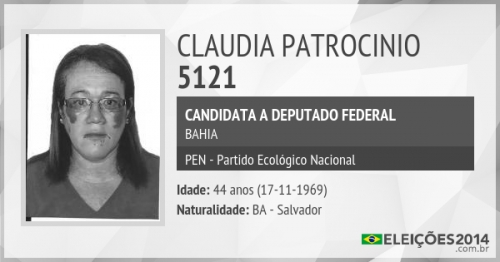 CLAUDIA PATROCINIO
5121
CANDIDATA A DEPUTADO FEDERAL
BAHIA
PEN - Partido Ecológico Nacional
Idade: 44 anos (17-11-1969)
Naturalidade: BA - Salvador
ELEIÇÕES2014
.com.br